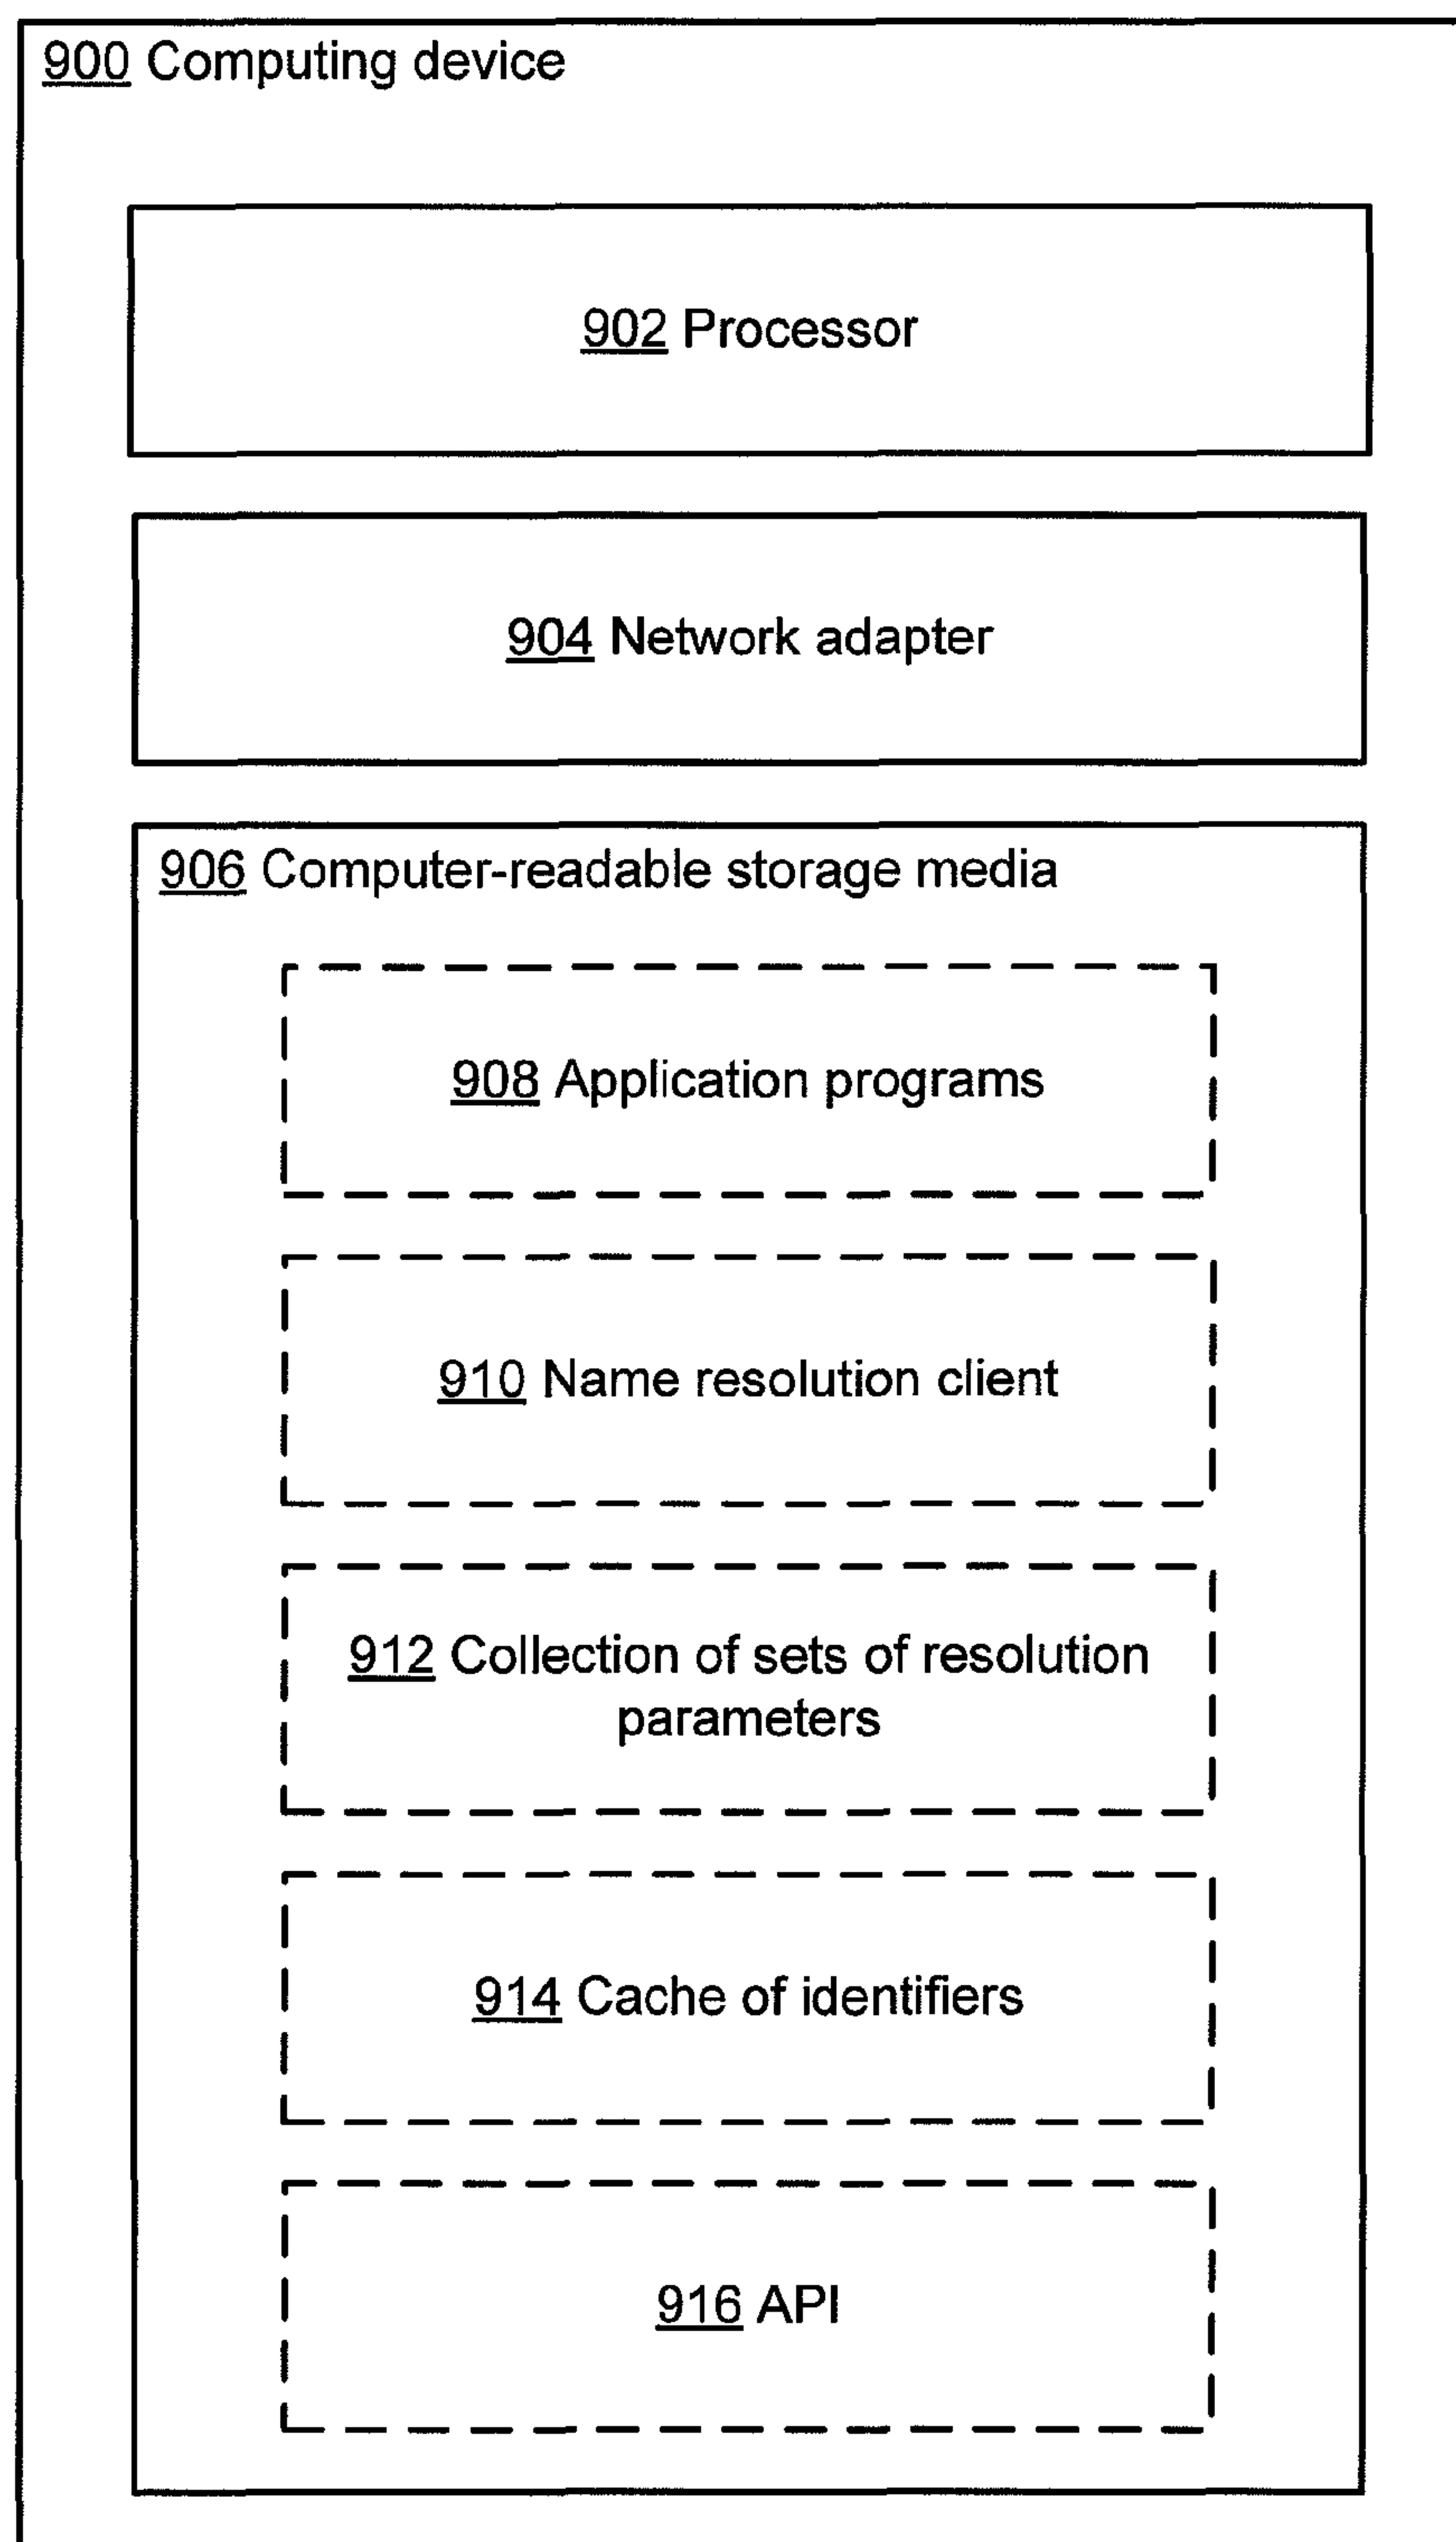 900 Computing device
902 Processor
904 Network adapter
906 Computer-readable storage media
908 Application programs
910 Name resolution client
912 Collection of sets of resolution
parameters
914 Cache of identifiers
916 API